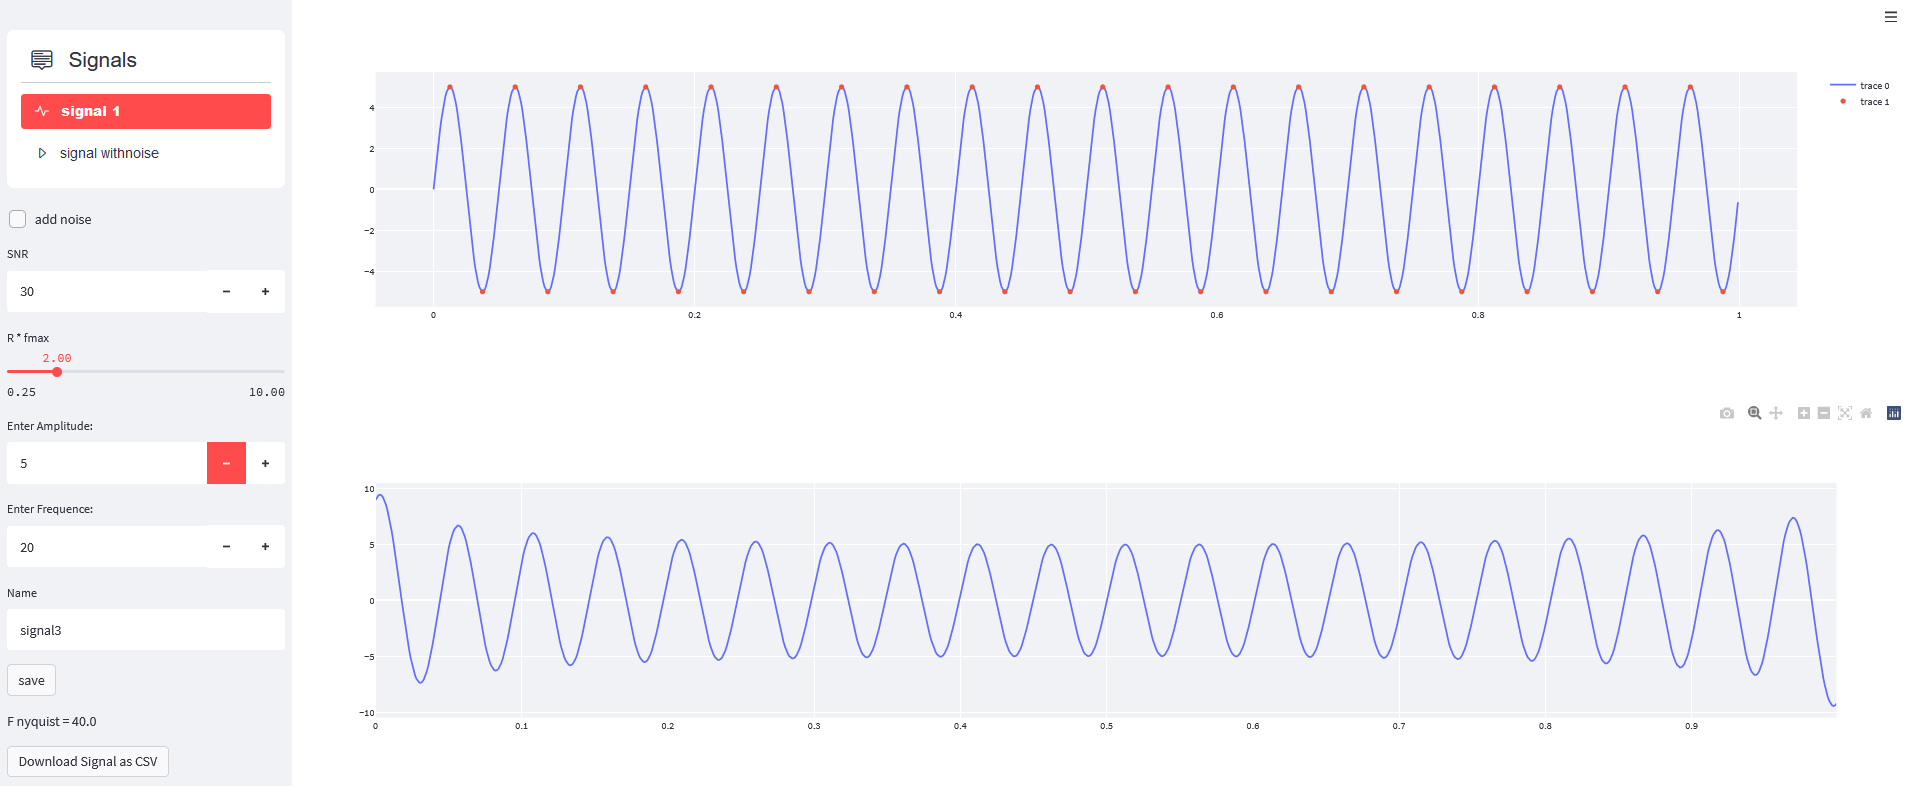 Signals
signal 1
signal withnoise
add noise
SNR
30
R * fmax
2.00
0.25 10.00
Enter Amplitude:
5
Enter Frequence:
20
Name
signal3
save
F nyquist = 40.0
Download Signal as CSV
4
2
0
−2
−4
0 0.2 0.4 0.6 0.8 1
trace 0
trace 1
10
5
0
−5
−10
0 0.1 0.2 0.3 0.4 0.5 0.6 0.7 0.8 0.9